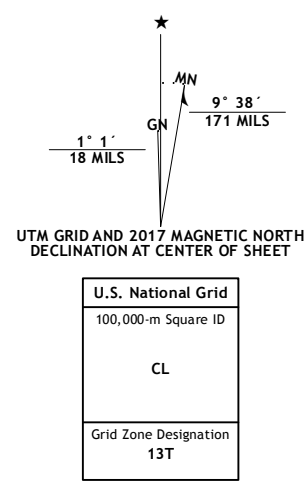 ★
MN
9° 38´
171 MILS
GN
1° 1´
18 MILS
UTM GRID AND 2017 MAGNETIC NORTH
DECLINATION AT CENTER OF SHEET
U.S. National Grid
100,000-m Square ID
CL
Grid Zone Designation
13T